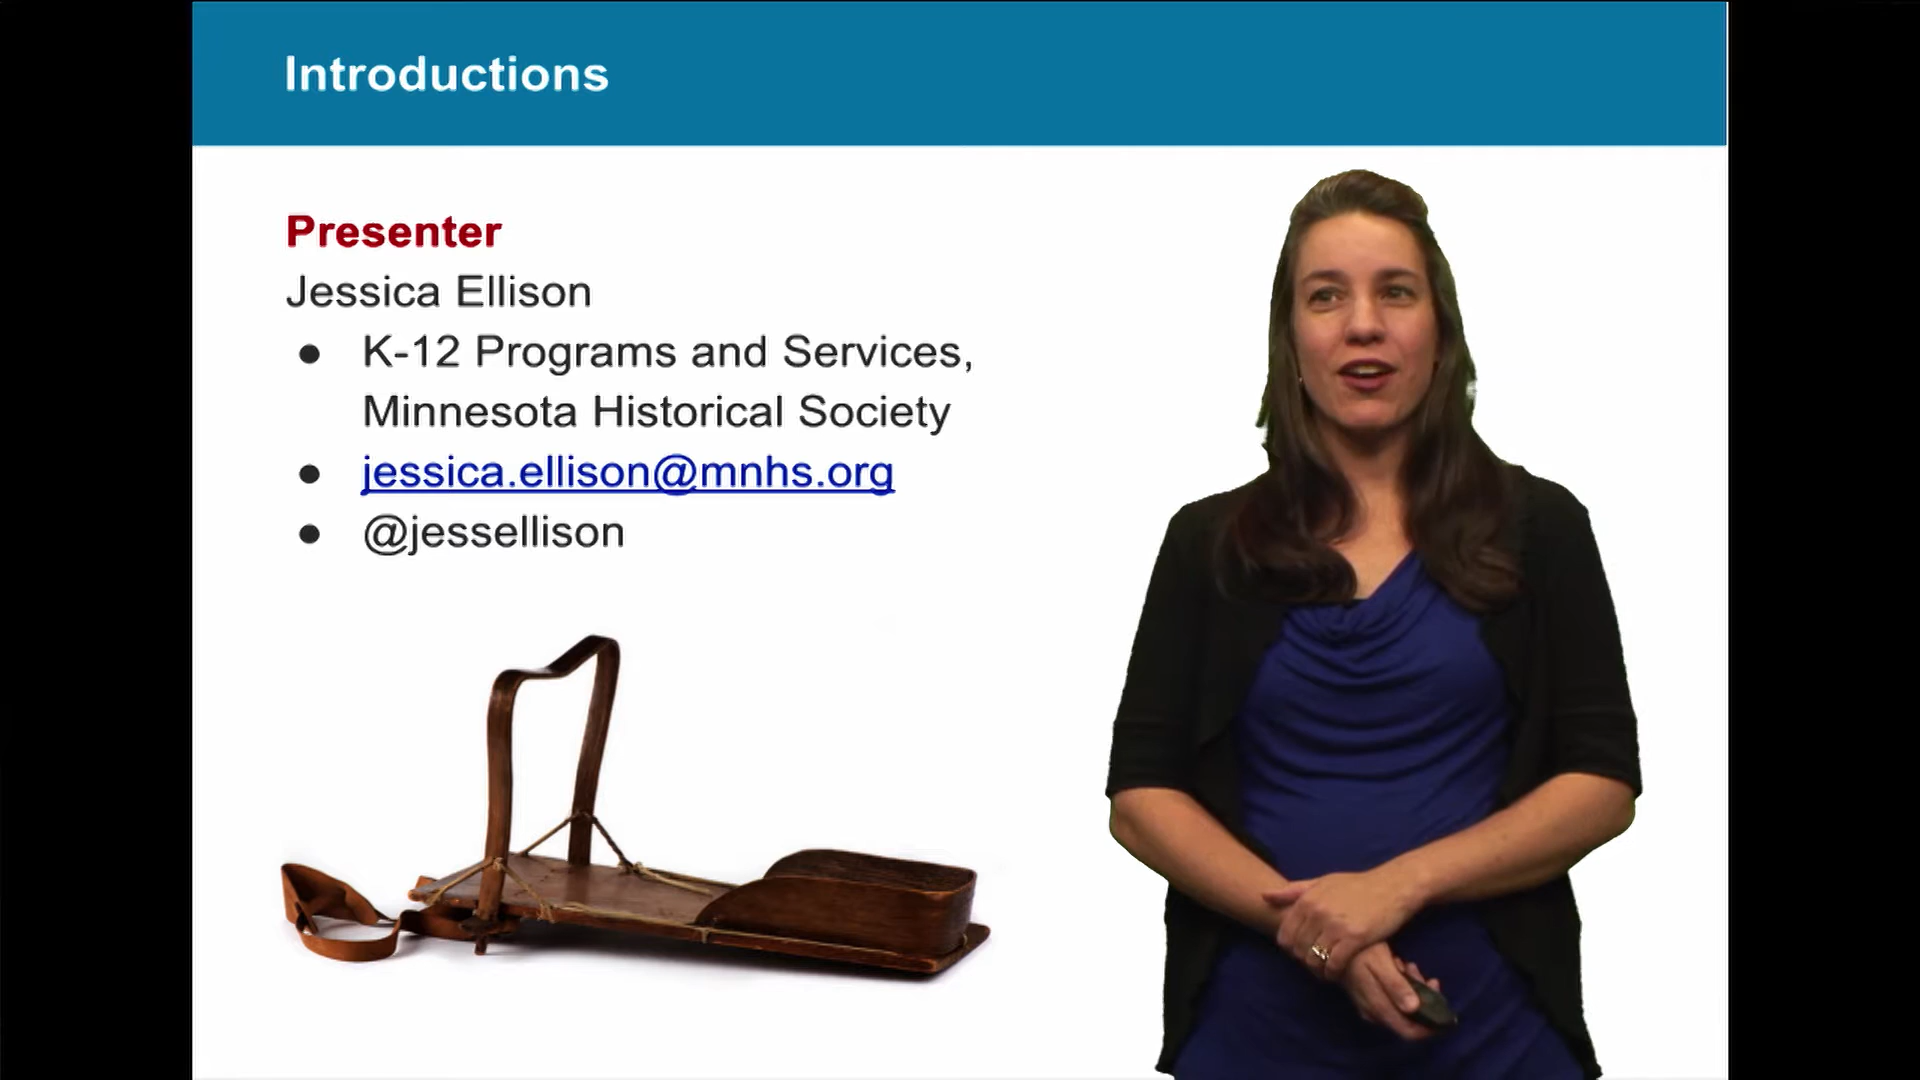 Introductions
Presenter
Jessica Ellison
● K-12 Programs and Services,
Minnesota Historical Society
● jessica.ellison@mnhs.org
● @jessellison